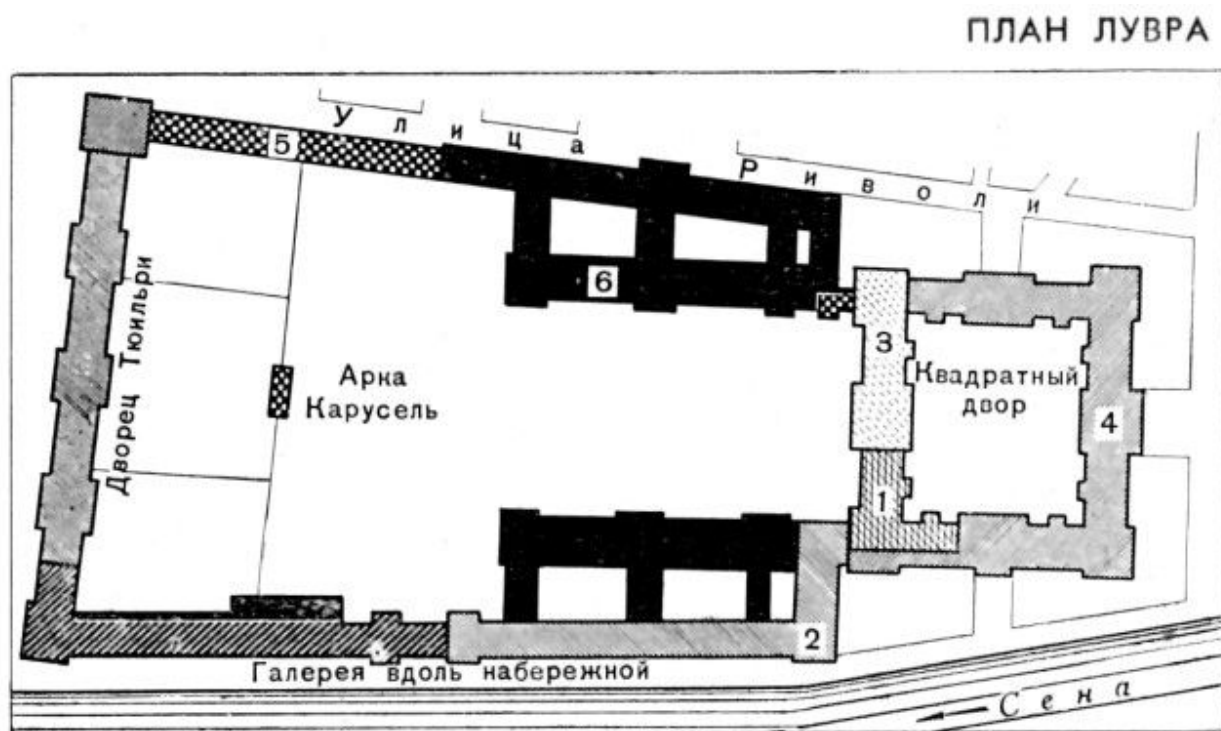 ПЛАН ЛУВРА
Улица Риволи
5
6
3
Квадратный
двор
4
Дворец Тюильри
Арка
Карусель
1
2
Галерея вдоль набережной
Сена